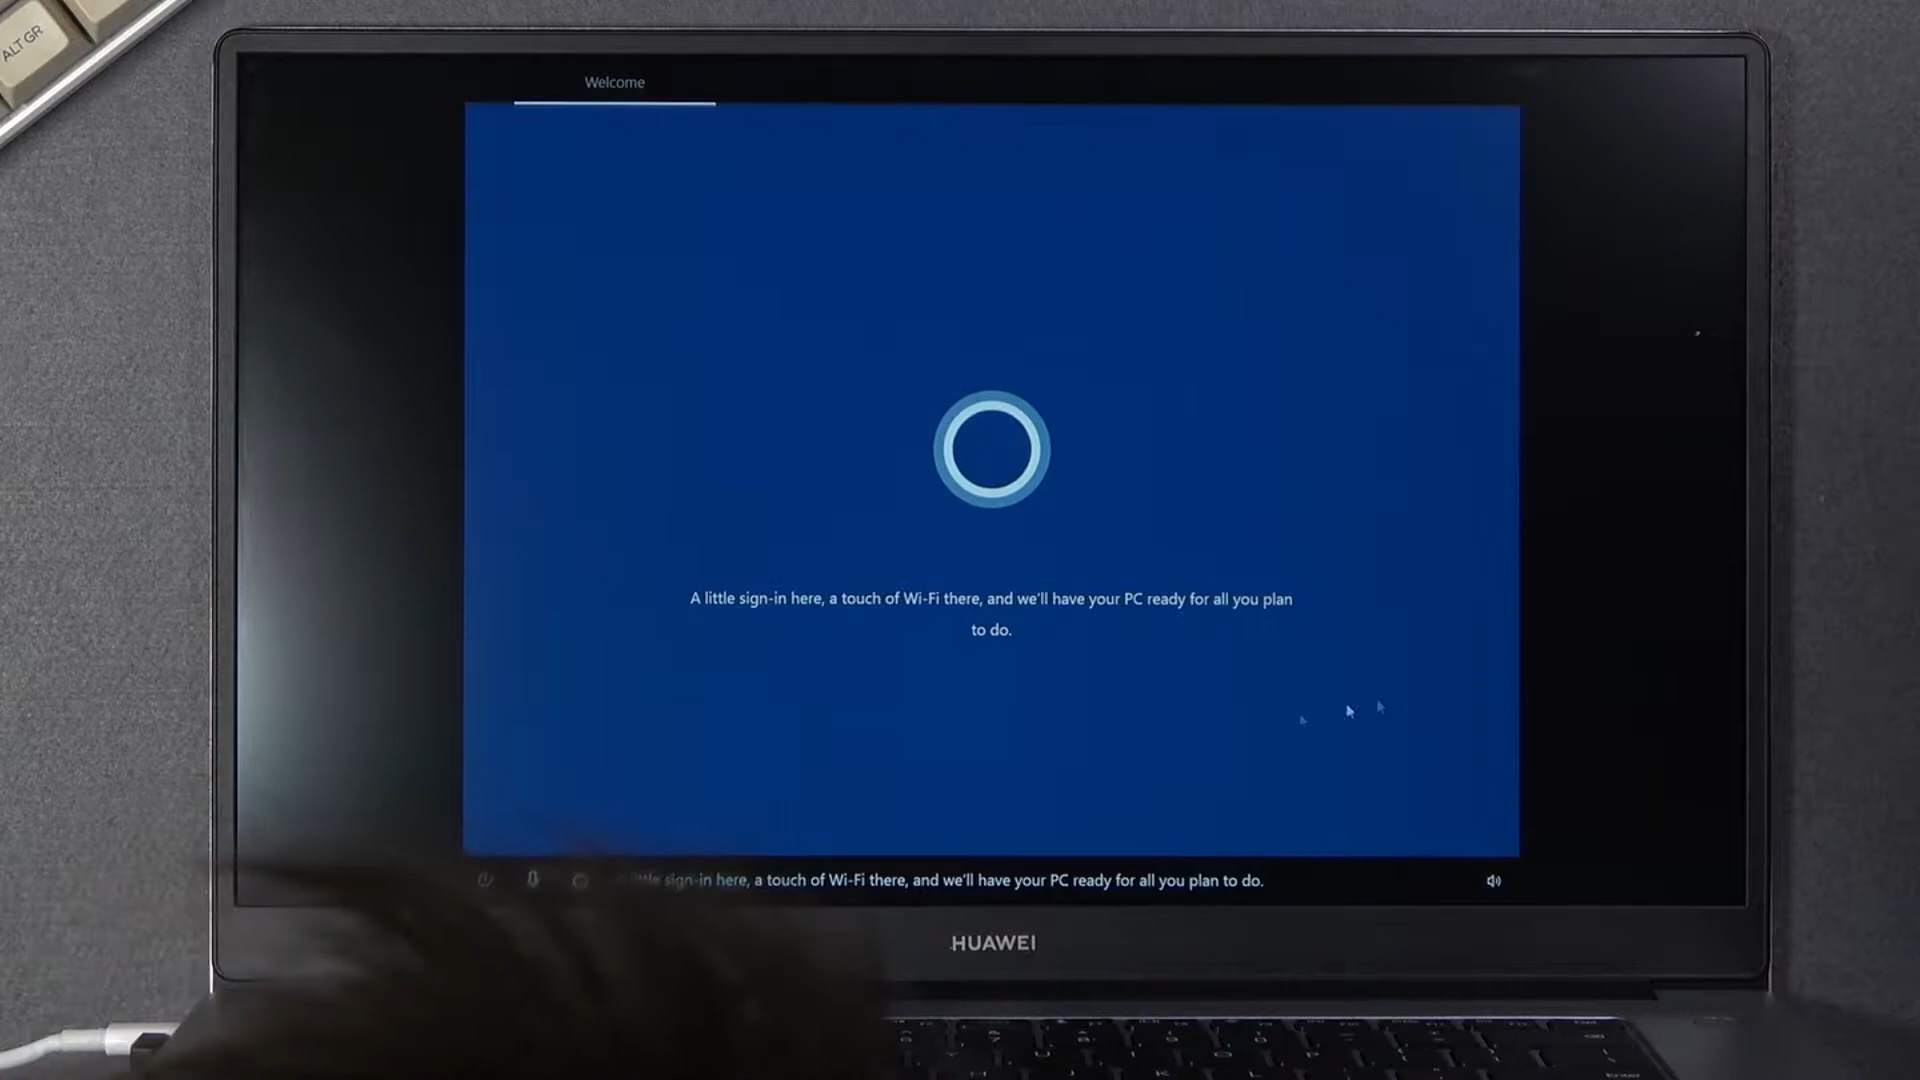 ALT GR
Welcome
A little sign-in here, a touch of Wi-Fi there, and we'll have your PC ready for all you plan
to do.
sign-in here, a touch of Wi-Fi there, and we'll have your PC ready for all you plan to do.
HUAWEI